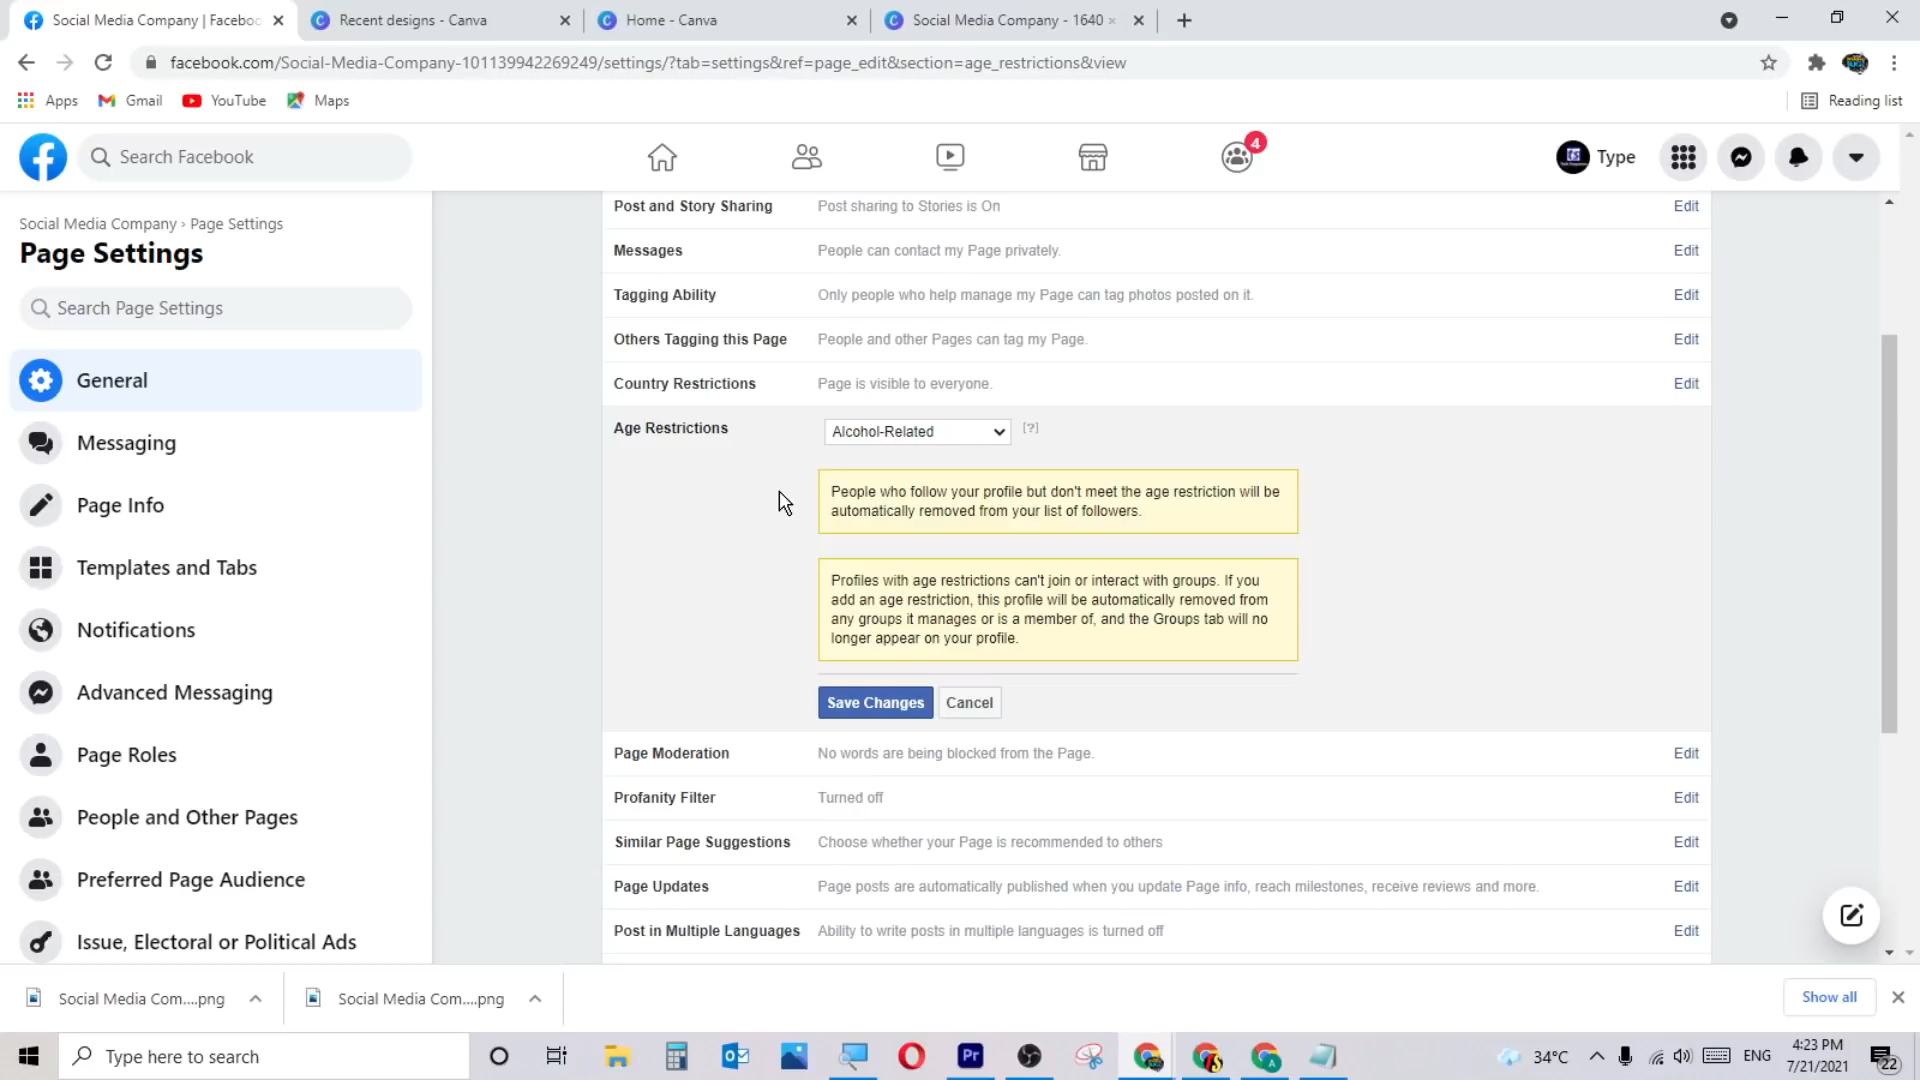 Social Media Company | Faceboo
Recent designs - Canva
Home - Canva
Social Media Company - 1640
facebook.com/Social-Media-Company-101139942269249/settings/?tab=settings&ref=page_edit&section=age_restrictions&view
Apps
Gmail
YouTube
Maps
Reading list
Search Facebook
4
Type
Social Media Company › Page Settings
Page Settings
Search Page Settings
General
Messaging
Page Info
Templates and Tabs
Notifications
Advanced Messaging
Page Roles
People and Other Pages
Preferred Page Audience
Issue, Electoral or Political Ads
Post and Story Sharing Post sharing to Stories is On Edit
Messages People can contact my Page privately. Edit
Tagging Ability Only people who help manage my Page can tag photos posted on it. Edit
Others Tagging this Page People and other Pages can tag my Page. Edit
Country Restrictions Page is visible to everyone. Edit
Age Restrictions Alcohol-Related [?]
People who follow your profile but don't meet the age restriction will be
automatically removed from your list of followers.
Profiles with age restrictions can't join or interact with groups. If you
add an age restriction, this profile will be automatically removed from
any groups it manages or is a member of, and the Groups tab will no
longer appear on your profile.
Save Changes Cancel
Page Moderation No words are being blocked from the Page. Edit
Profanity Filter Turned off Edit
Similar Page Suggestions Choose whether your Page is recommended to others Edit
Page Updates Page posts are automatically published when you update Page info, reach milestones, receive reviews and more. Edit
Post in Multiple Languages Ability to write posts in multiple languages is turned off Edit
Social Media Com....png
Social Media Com....png
Show all
Type here to search
Pr
34°C
ENG
4:23 PM
7/21/2021
22